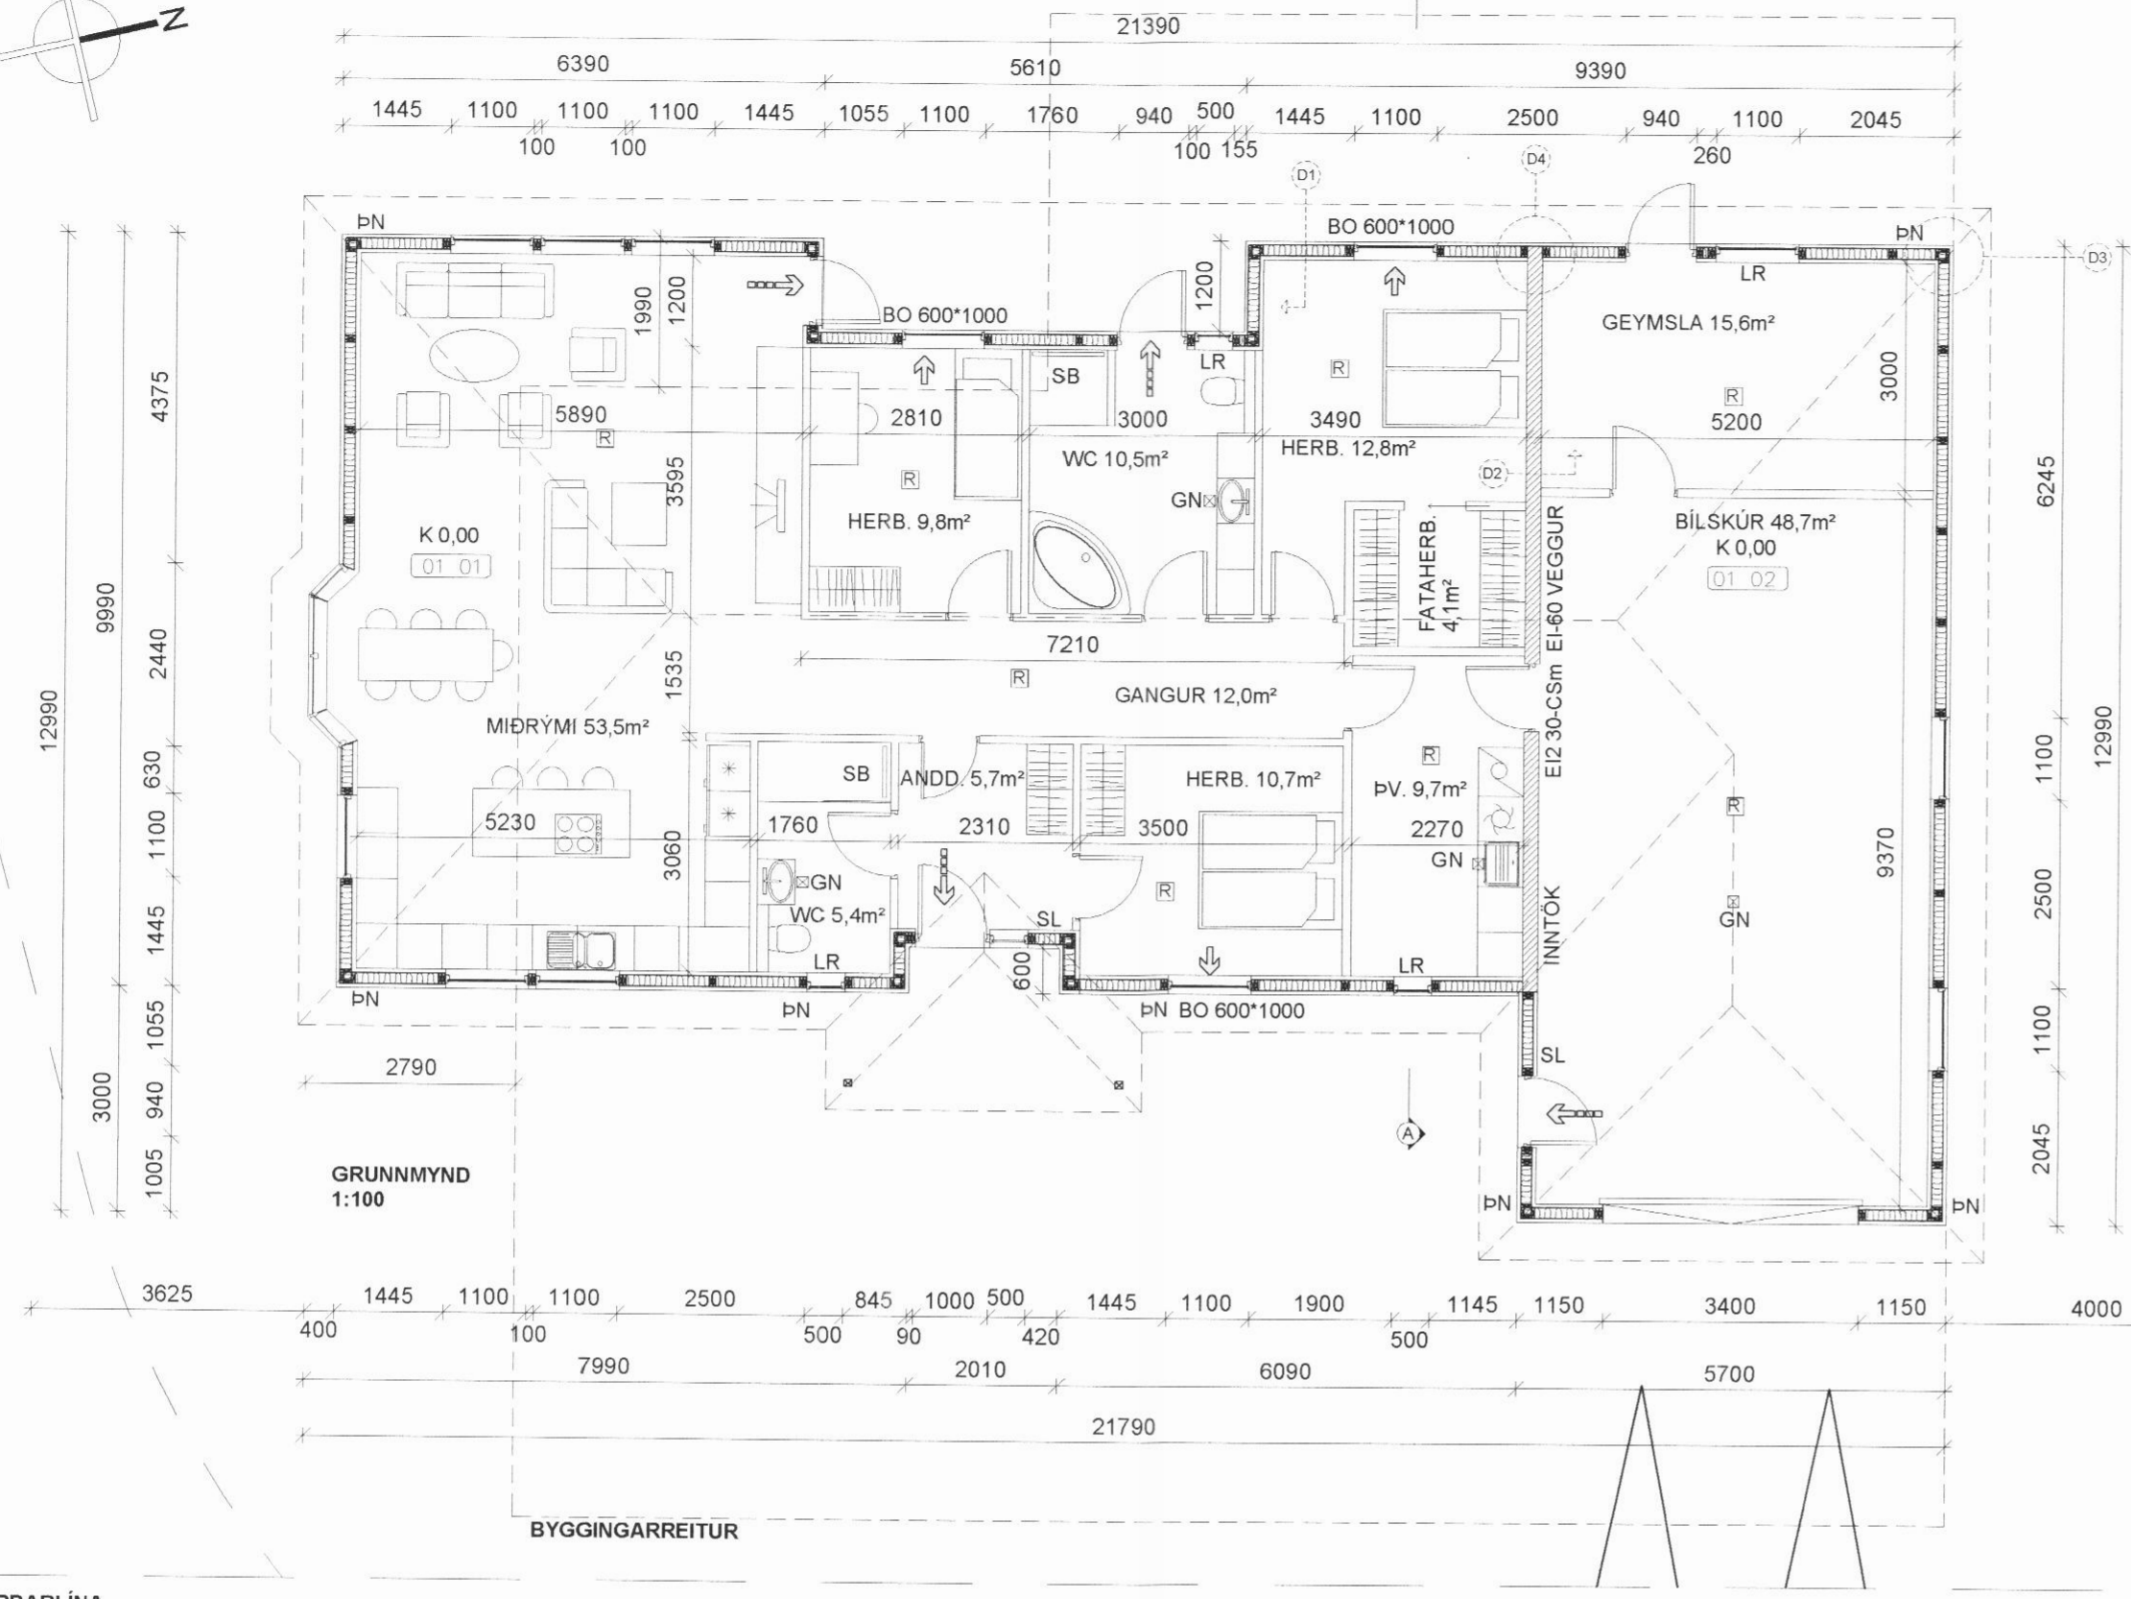 N
21390
6390 5610 9390
1445 1100 1100 1100 1445 1055 1100 1760 940 500 1445 1100 2500 940 1100 2045
100 100 100 155 260
D1 D4
ÞN BO 600*1000 ÞN
D3
LR
1990 1200 BO 600*1000 1200
GEYMSLA 15,6m²
SB LR R 3000
R
5890 2810 3000 3490 5200
R WC 10,5m² HERB. 12,8m²
3595 R D2
GN
K 0,00 HERB. 9,8m² BÍLSKÚR 48,7m²
K 0,00
01 01 01 02
FATAHERB.
4,1m²
EI2 30-CSm EI-60 VEGGUR
7210
1535 R GANGUR 12,0m²
MIÐRÝMI 53,5m²
SB ANDD. 5,7m² HERB. 10,7m² R ÞV. 9,7m²
R
5230 1760 2310 3500 2270
3060 GN 9370
GN R
WC 5,4m² SL GN
INNTÖK
LR 600 LR
ÞN ÞN ÞN BO 600*1000
SL
2790
A
ÞN ÞN
12990
9990
3000
4375
2440
630
1100
1445
1055
940
1005
6245
1100
2500
1100
2045
12990
GRUNNMYND
1:100
3625 1445 1100 1100 2500 845 1000 500 1445 1100 1900 1145 1150 3400 1150 4000
400 100 500 90 420 500
7990 2010 6090 5700
21790
BYGGINGARREITUR